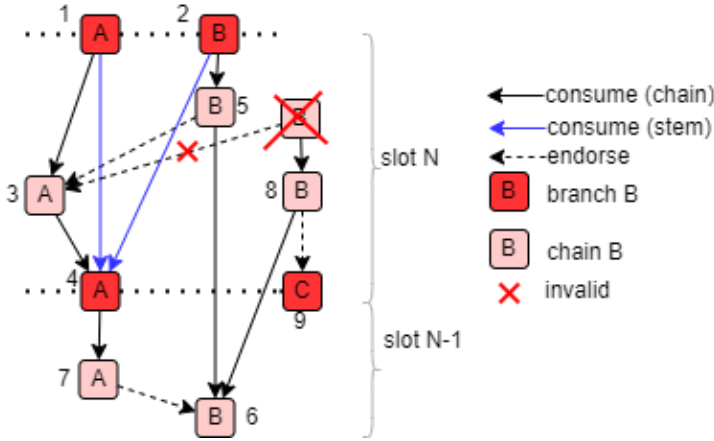 1 A 2 B
B 5 B
consume (chain)
consume (stem)
endorse
slot N
3 A 8 B
B branch B
B chain B
invalid
4 A C
9
slot N-1
7 A
B 6